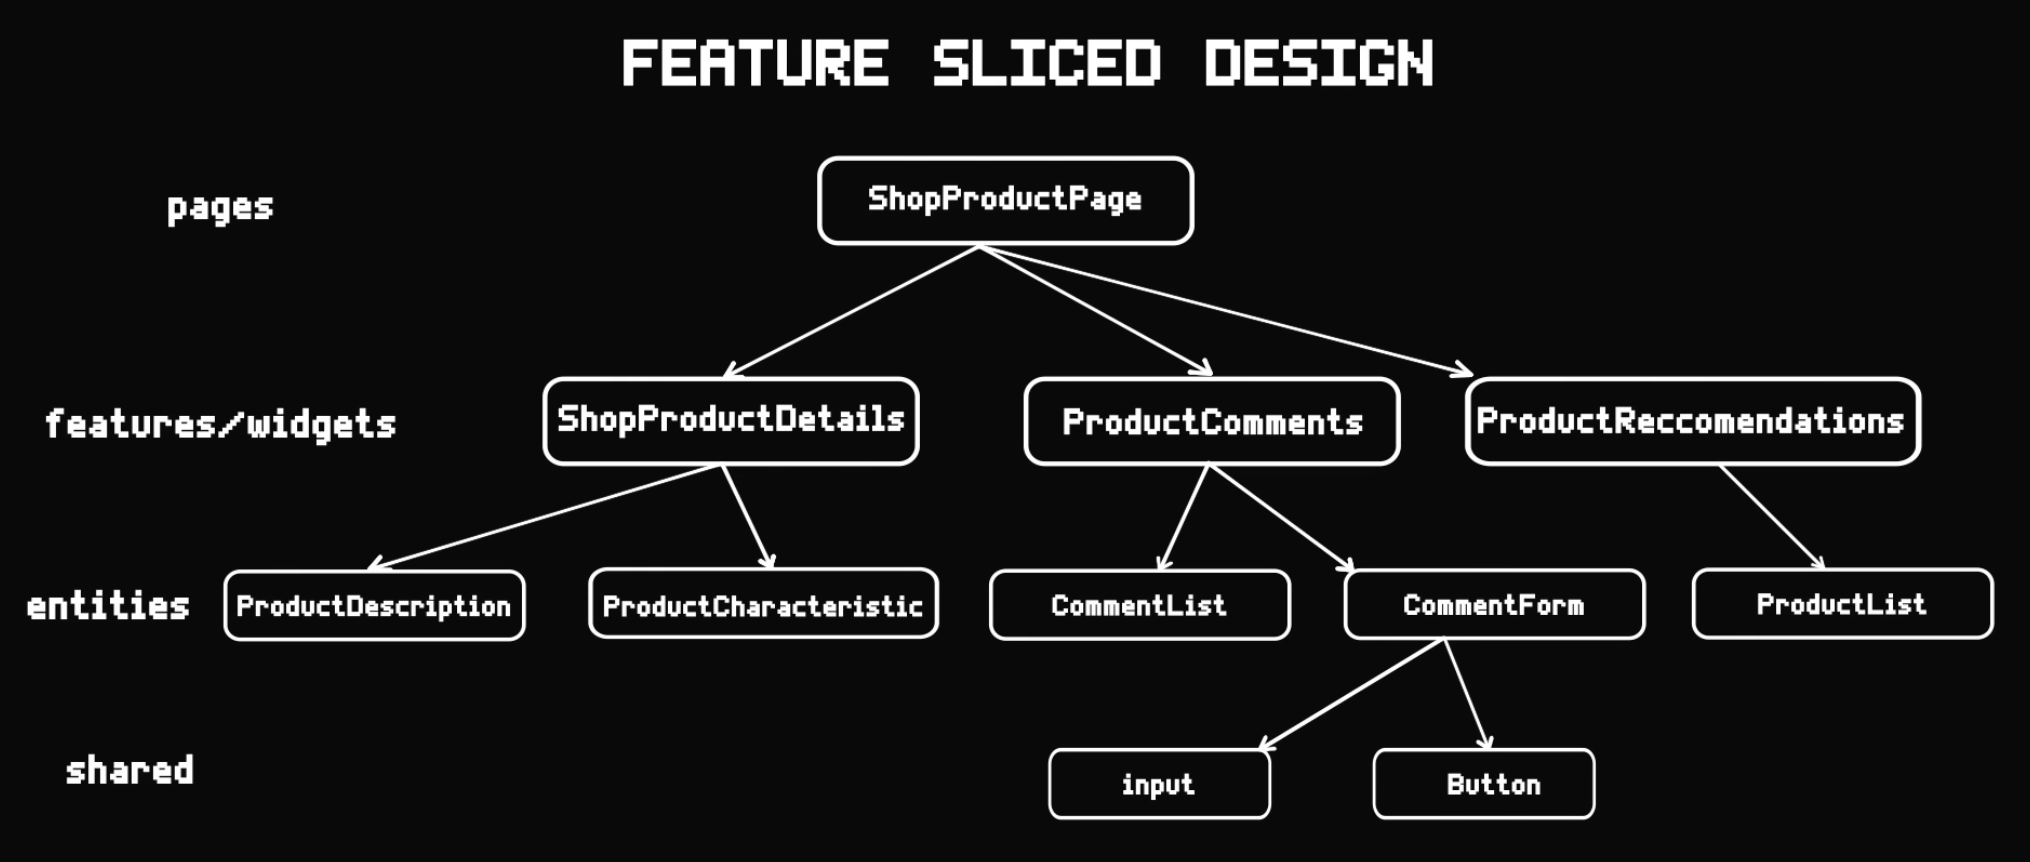 FEATURE SLICED DESIGN
pages
ShopProductPage
features/widgets
ShopProductDetails
ProductComments
ProductReccomendations
entities
ProductDescription
ProductCharacteristic
CommentList
CommentForm
ProductList
shared
input
Button